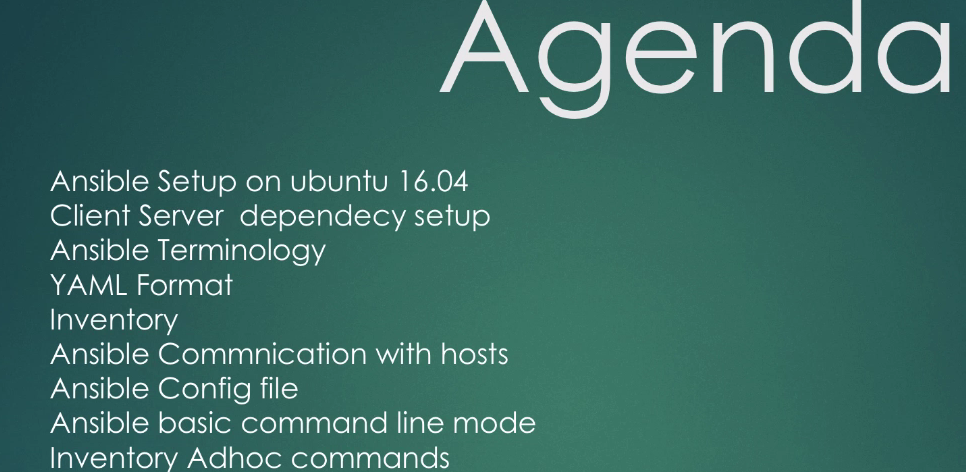 Agenda
Ansible Setup on ubuntu 16.04
Client Server  dependecy setup
Ansible Terminology
YAML Format
Inventory
Ansible Commnication with hosts
Ansible Config file
Ansible basic command line mode
Inventory Adhoc commands